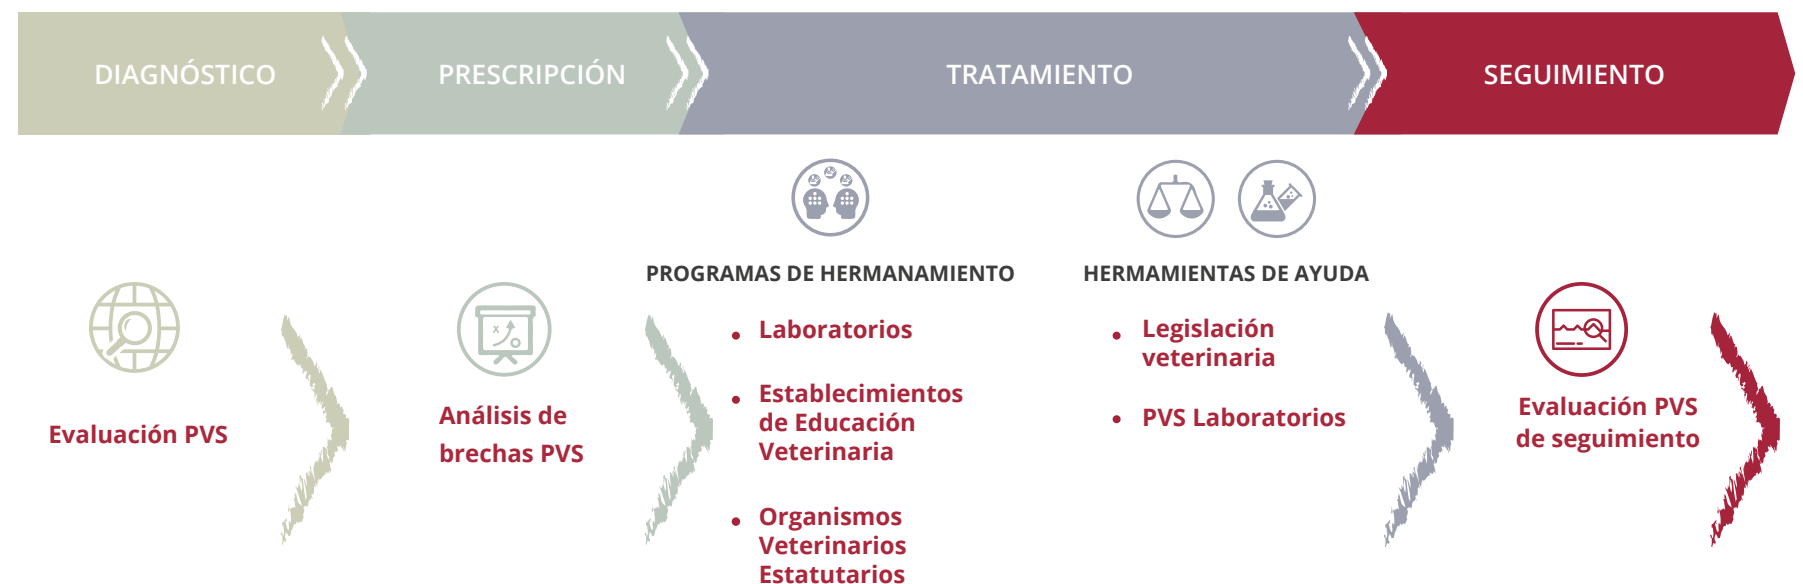 DIAGNÓSTICO
PRESCRIPCIÓN
TRATAMIENTO
SEGUIMIENTO
Evaluación PVS
Análisis de
brechas PVS
PROGRAMAS DE HERMANAMIENTO
• Laboratorios
• Establecimientos
de Educación
Veterinaria
• Organismos
Veterinarios
Estatutarios
HERMAMIENTAS DE AYUDA
• Legislación
veterinaria
• PVS Laboratorios
Evaluación PVS
de seguimiento